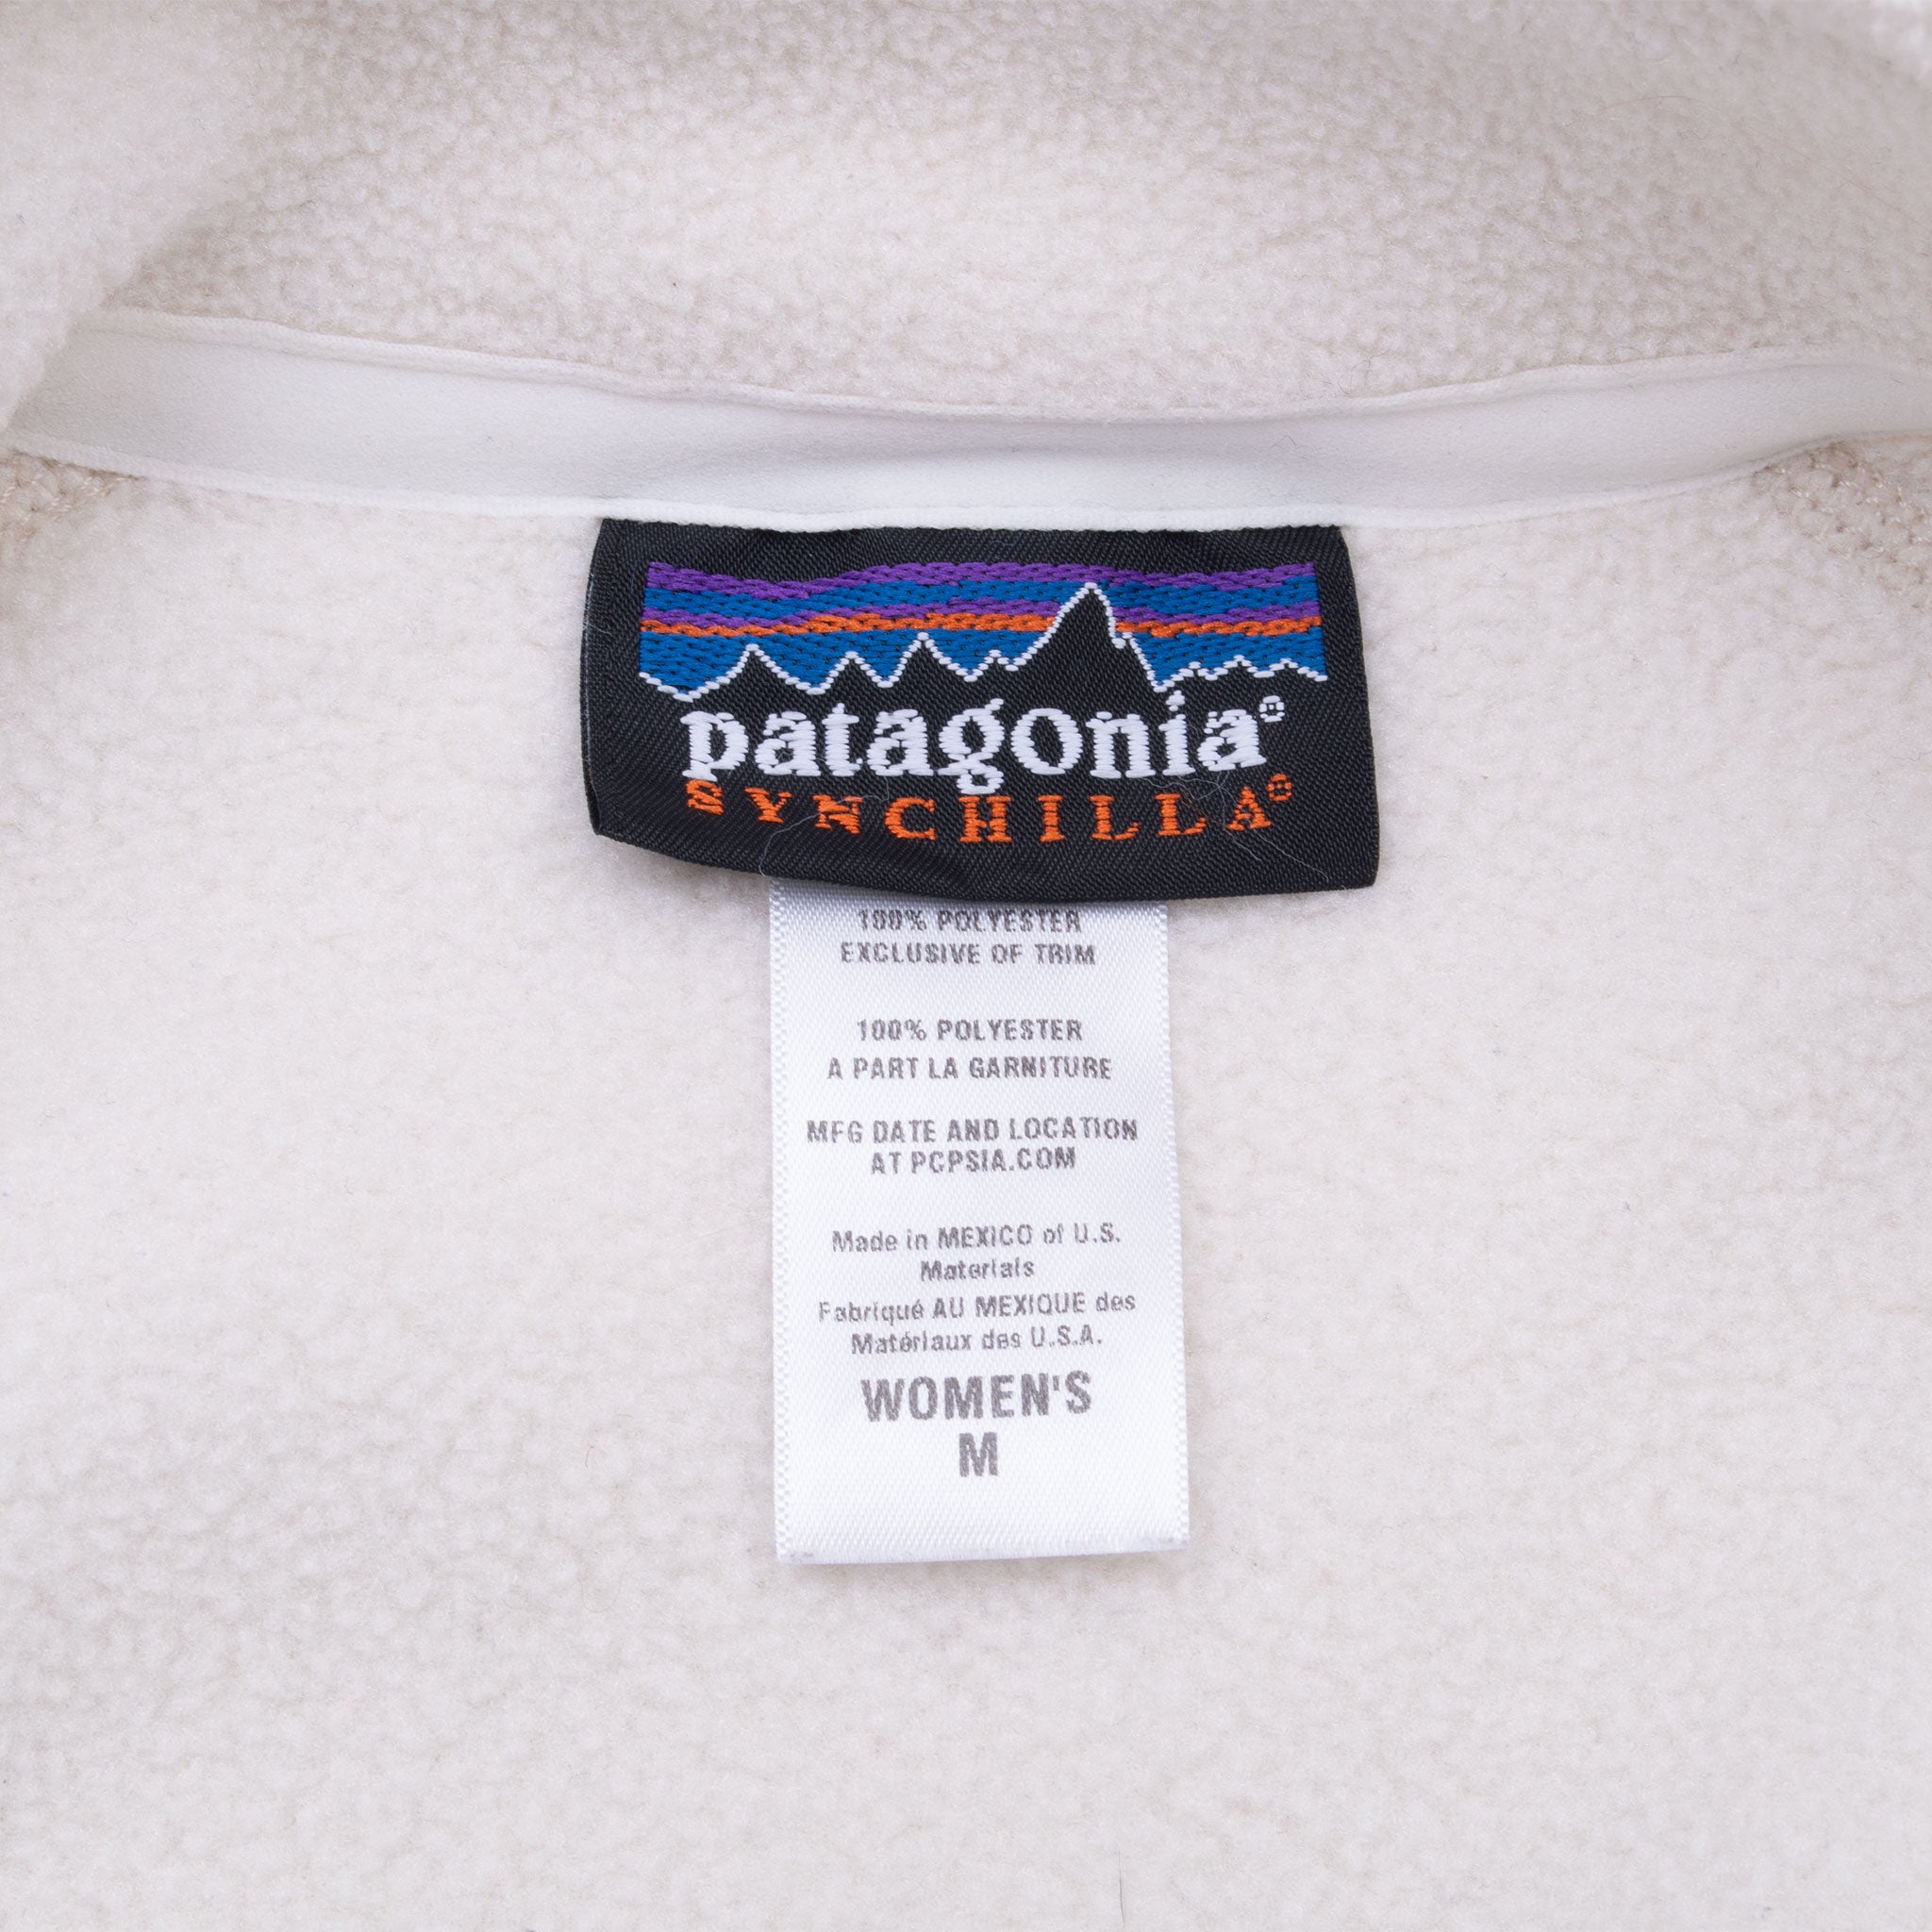 patagonia®
SYNCHILLA®
100% POLYESTER
EXCLUSIVE OF TRIM
100% POLYESTER
A PART LA GARNITURE
MFG DATE AND LOCATION
AT PCPSIA.COM
Made in MEXICO of U.S.
Materials
Fabriqué AU MEXIQUE des
Matériaux des U.S.A.
WOMEN'S
M